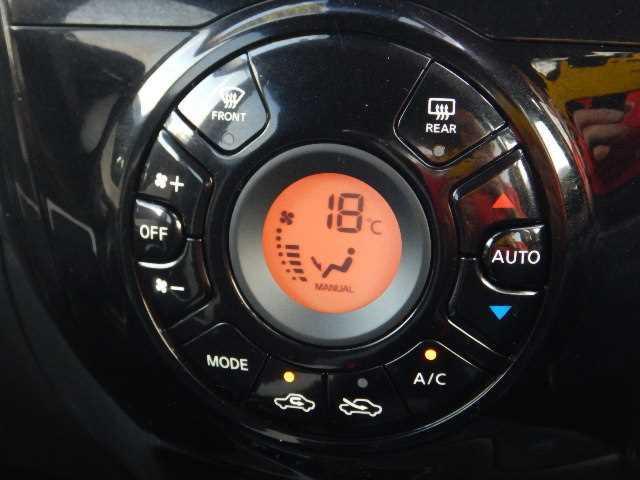 FRONT
REAR
+
OFF
-
18°C
MANUAL
AUTO
MODE
A/C